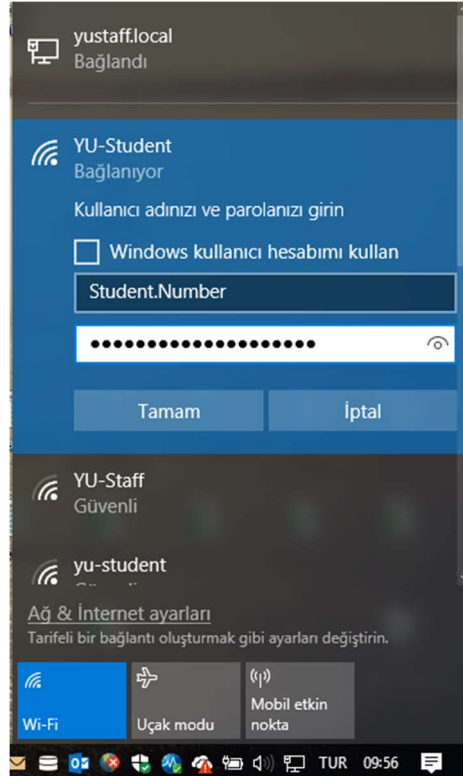 yustaff.local
Bağlandı
YU-Student
Bağlanıyor
Kullanıcı adınızı ve parolanızı girin
Windows kullanıcı hesabımı kullan
Student.Number
Tamam
İptal
YU-Staff
Güvenli
yu-student
Ağ & İnternet ayarları
Tarifeli bir bağlantı oluşturmak gibi ayarları değiştirin.
Wi-Fi
Uçak modu
Mobil etkin
nokta
TUR 09:56